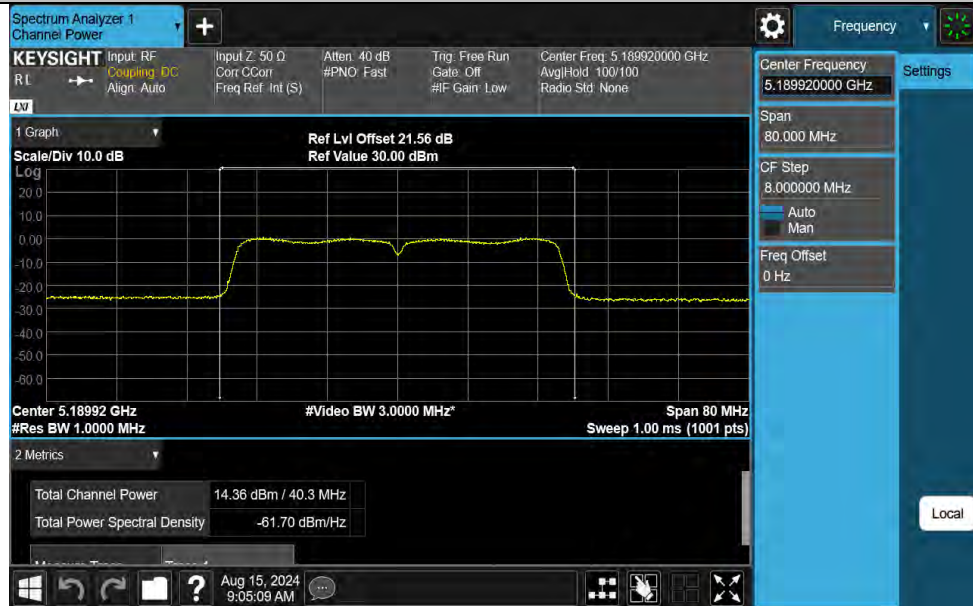 Spectrum Analyzer 1
Channel Power
Frequency
KEYSIGHT
R L
LXI
Input: RF
Coupling: DC
Align: Auto
Input Z: 50 Ω
Corr CCorr
Freq Ref: Int (S)
Atten: 40 dB
#PNO: Fast
Trig: Free Run
Gate: Off
#IF Gain: Low
Center Freq: 5.189920000 GHz
Avg|Hold: 100/100
Radio Std: None
Center Frequency
5.189920000 GHz
Settings
Span
80.000 MHz
CF Step
8.000000 MHz
Auto
Man
Freq Offset
0 Hz
1 Graph
Ref Lvl Offset 21.56 dB
Scale/Div 10.0 dB
Ref Value 30.00 dBm
Log
20.0
10.0
0.00
-10.0
-20.0
-30.0
-40.0
-50.0
-60.0
Center 5.18992 GHz
#Video BW 3.0000 MHz*
Span 80 MHz
#Res BW 1.0000 MHz
Sweep 1.00 ms (1001 pts)
2 Metrics
Total Channel Power 14.36 dBm / 40.3 MHz
Total Power Spectral Density -61.70 dBm/Hz
Local
?
Aug 15, 2024
9:05:09 AM